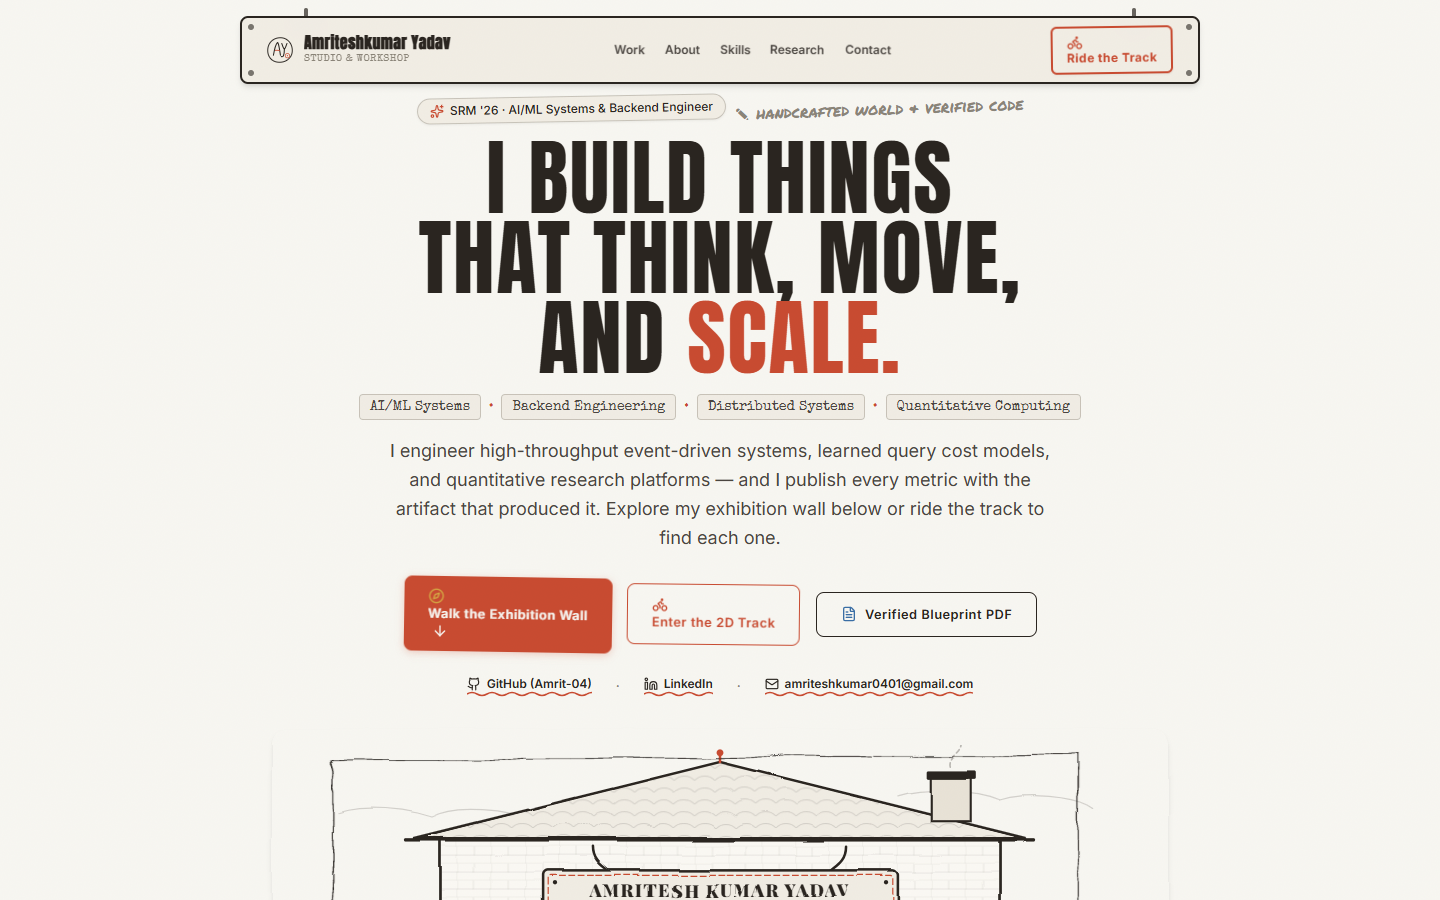 Amriteshkumar Yadav
STUDIO & WORKSHOP
Work About Skills Research Contact
Ride the Track
SRM '26 · AI/ML Systems & Backend Engineer
HANDCRAFTED WORLD & VERIFIED CODE
I BUILD THINGS
THAT THINK, MOVE,
AND SCALE.
AI/ML Systems • Backend Engineering • Distributed Systems • Quantitative Computing
I engineer high-throughput event-driven systems, learned query cost models,
and quantitative research platforms — and I publish every metric with the
artifact that produced it. Explore my exhibition wall below or ride the track to
find each one.
Walk the Exhibition Wall ↓
Enter the 2D Track
Verified Blueprint PDF
GitHub (Amrit-04) · LinkedIn · amriteshkumar0401@gmail.com
AMRITESH KUMAR YADAV